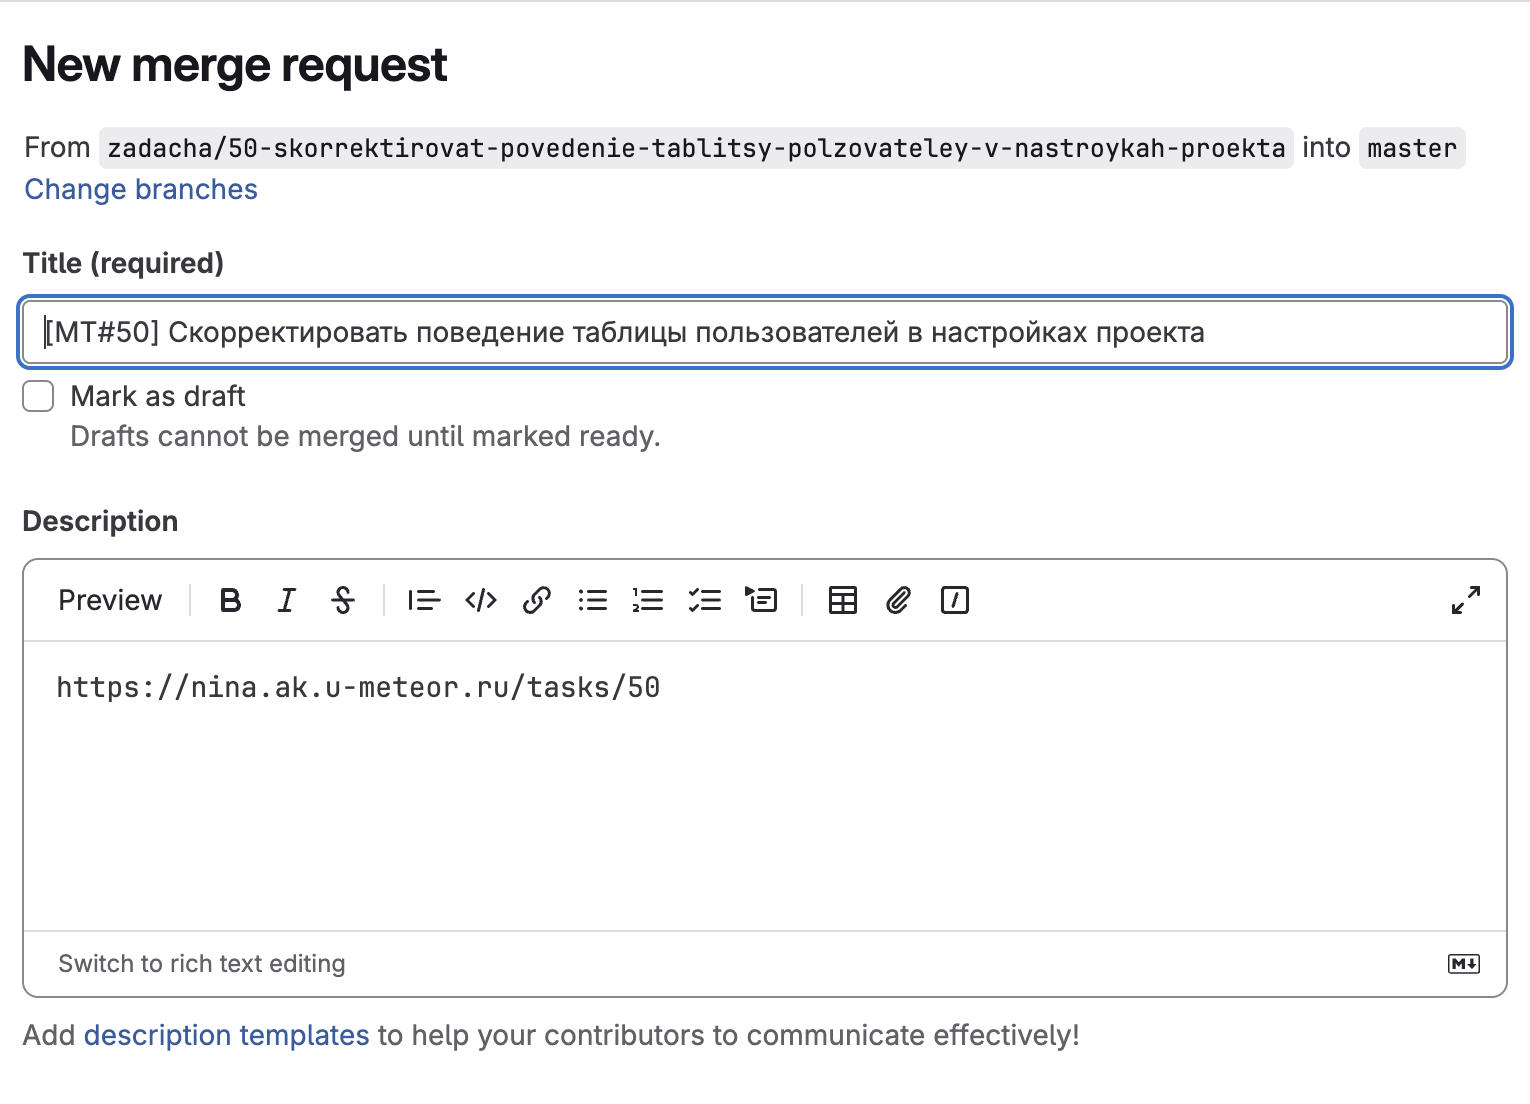 New merge request
From zadacha/50-skorrektirovat-povedenie-tablitsy-polzovateley-v-nastroykah-proekta into master
Change branches
Title (required)
[MT#50] Скорректировать поведение таблицы пользователей в настройках проекта
Mark as draft
Drafts cannot be merged until marked ready.
Description
Preview
https://nina.ak.u-meteor.ru/tasks/50
Switch to rich text editing
Add description templates to help your contributors to communicate effectively!